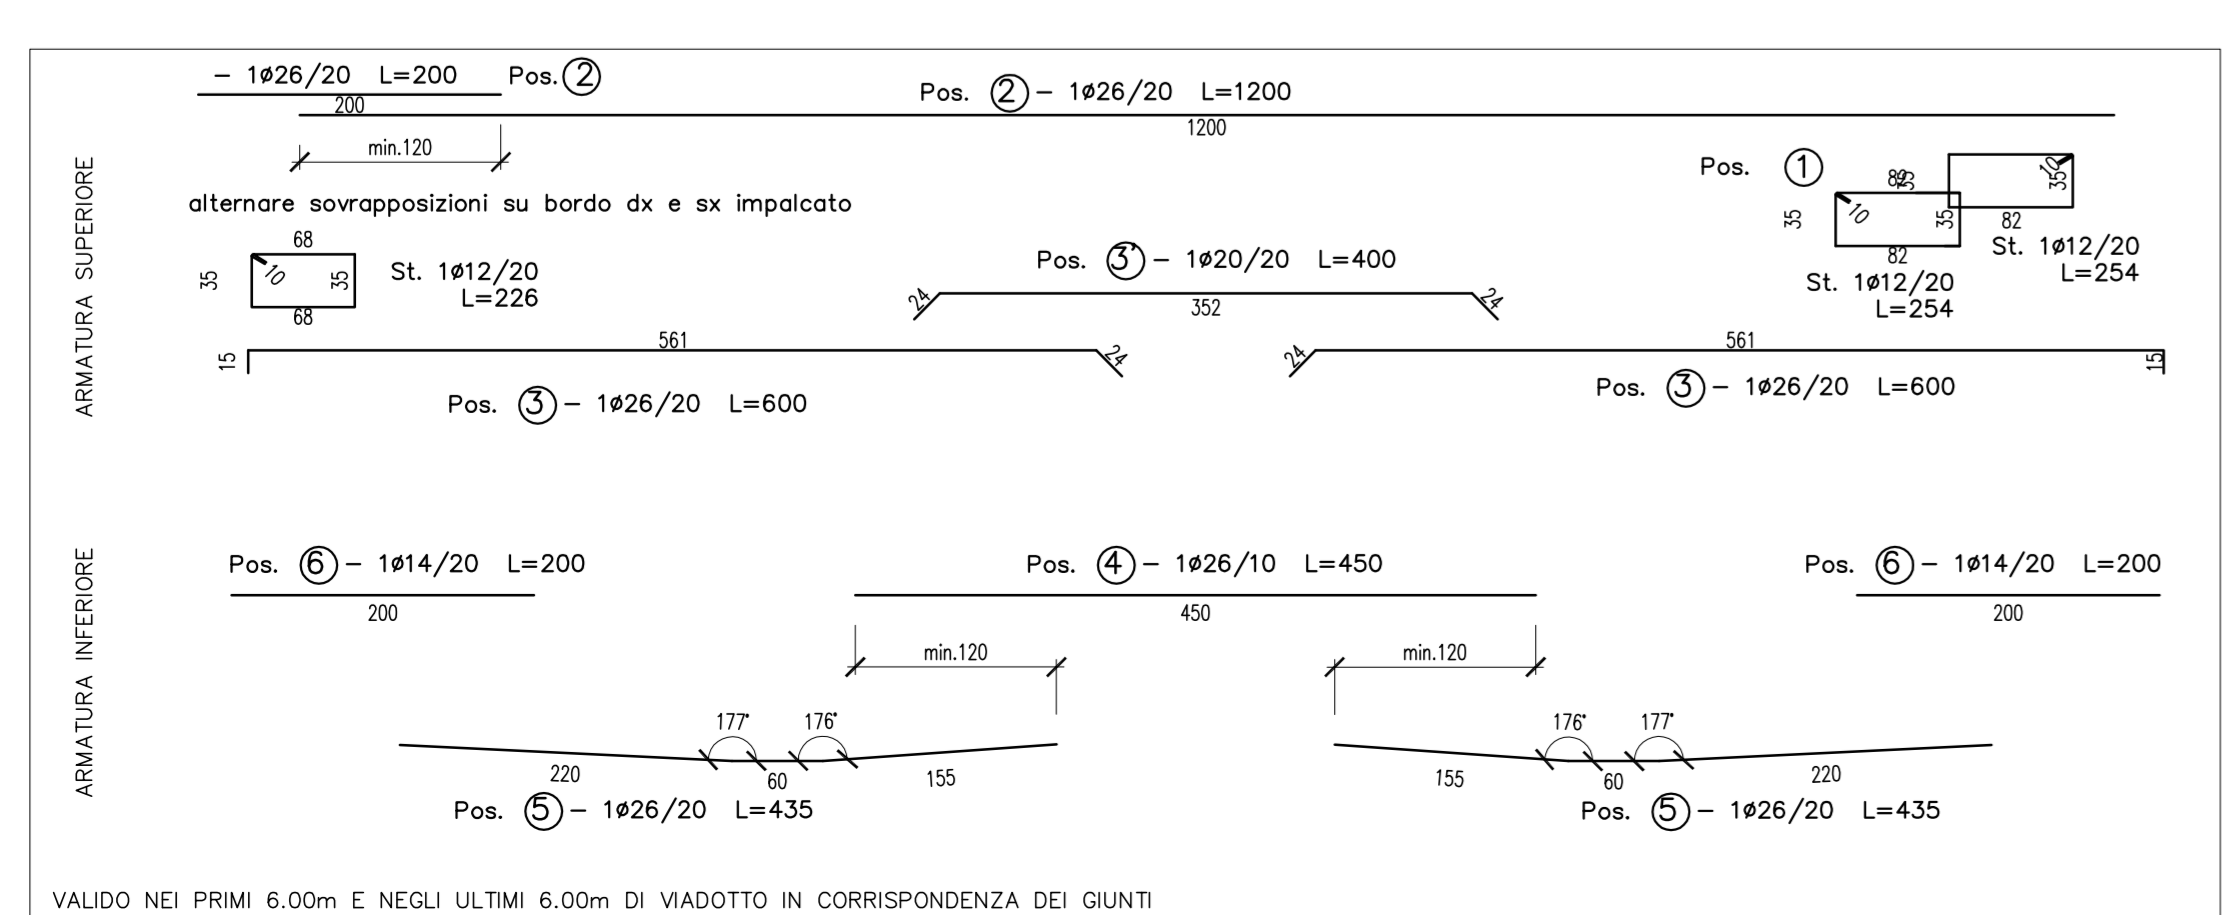 - 1ø26/20 L=200 Pos. 2
200
Pos. 2 - 1ø26/20 L=1200
1200
min.120
alternare sovrapposizioni su bordo dx e sx impalcato
ARMATURA SUPERIORE
Pos. 1
82
35
10
35
82
St. 1ø12/20
L=254
10
35
35
82
St. 1ø12/20
L=254
68
35
10
35
68
St. 1ø12/20
L=226
Pos. 3' - 1ø20/20 L=400
24
352
24
15
561
24
Pos. 3 - 1ø26/20 L=600
24
561
15
Pos. 3 - 1ø26/20 L=600
ARMATURA INFERIORE
Pos. 6 - 1ø14/20 L=200
200
Pos. 4 - 1ø26/10 L=450
450
Pos. 6 - 1ø14/20 L=200
200
min.120
min.120
177°
176°
220
60
155
Pos. 5 - 1ø26/20 L=435
176°
177°
155
60
220
Pos. 5 - 1ø26/20 L=435
VALIDO NEI PRIMI 6.00m E NEGLI ULTIMI 6.00m DI VIADOTTO IN CORRISPONDENZA DEI GIUNTI